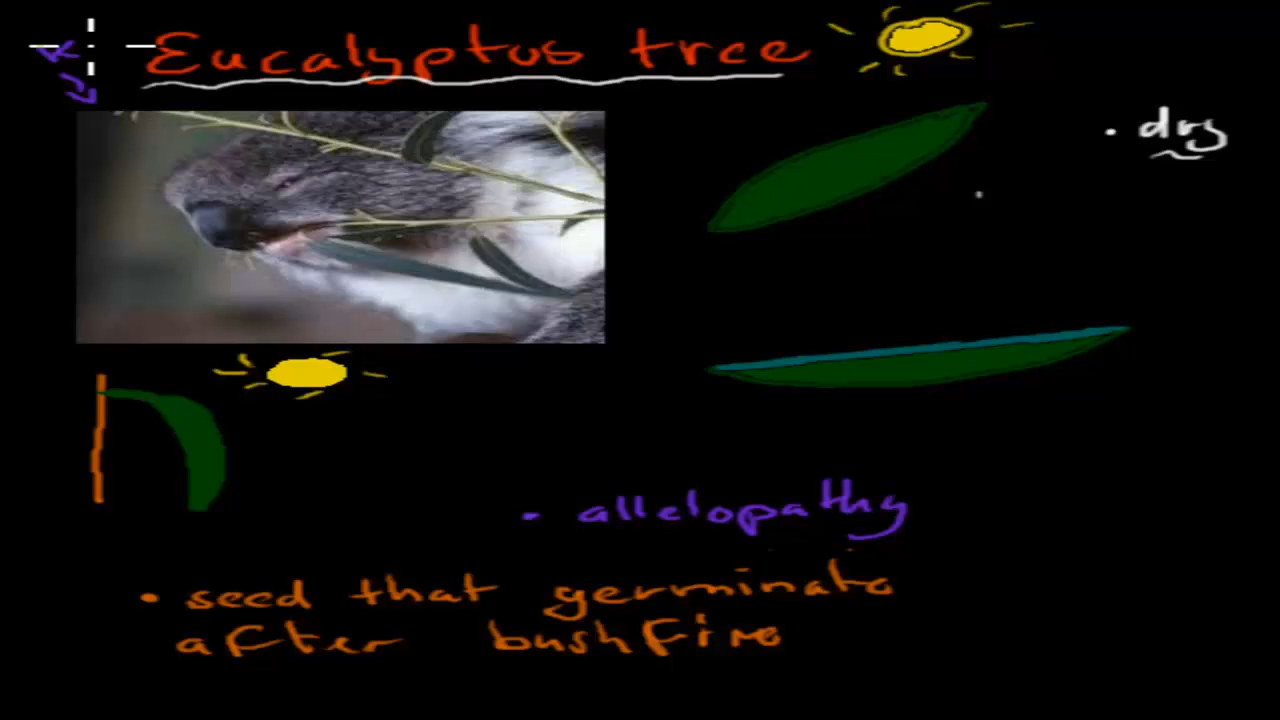 Eucalyptus tree
• dry
• allelopathy
• seed that germinate
after bushfire